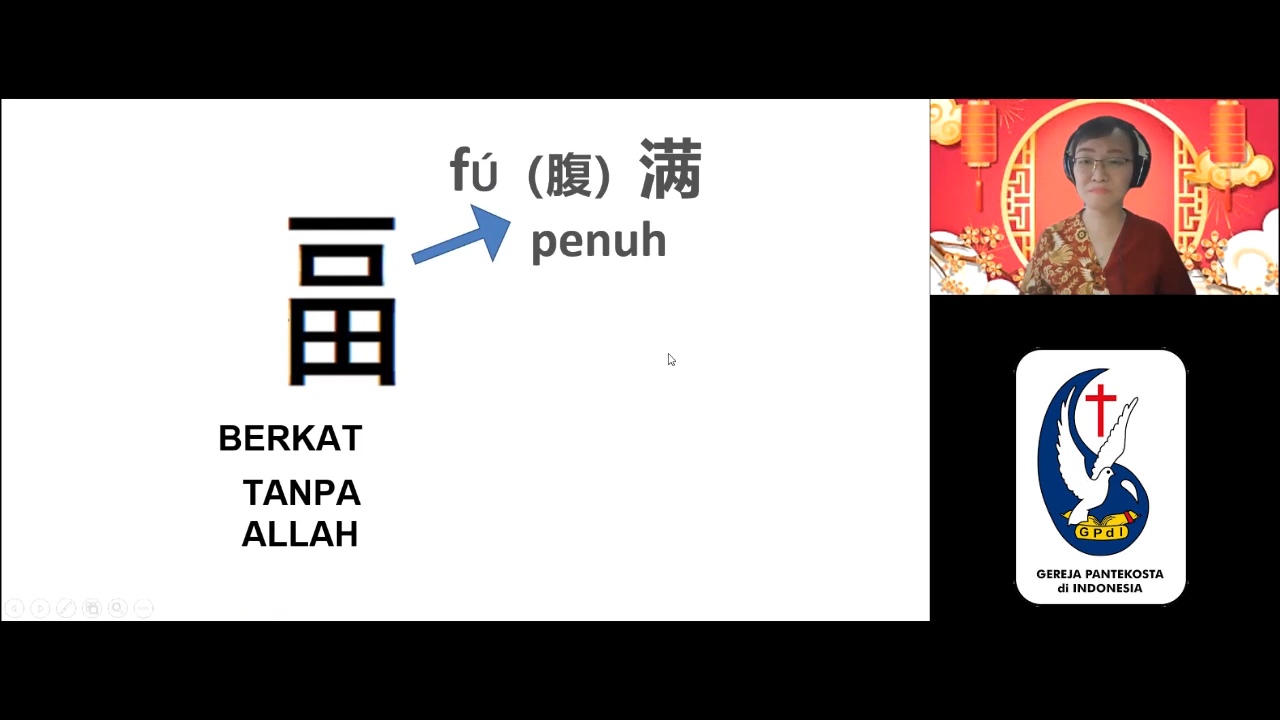 fú（腹）满
penuh
畐
BERKAT
TANPA
ALLAH
GPdI
GEREJA PANTEKOSTA
di INDONESIA